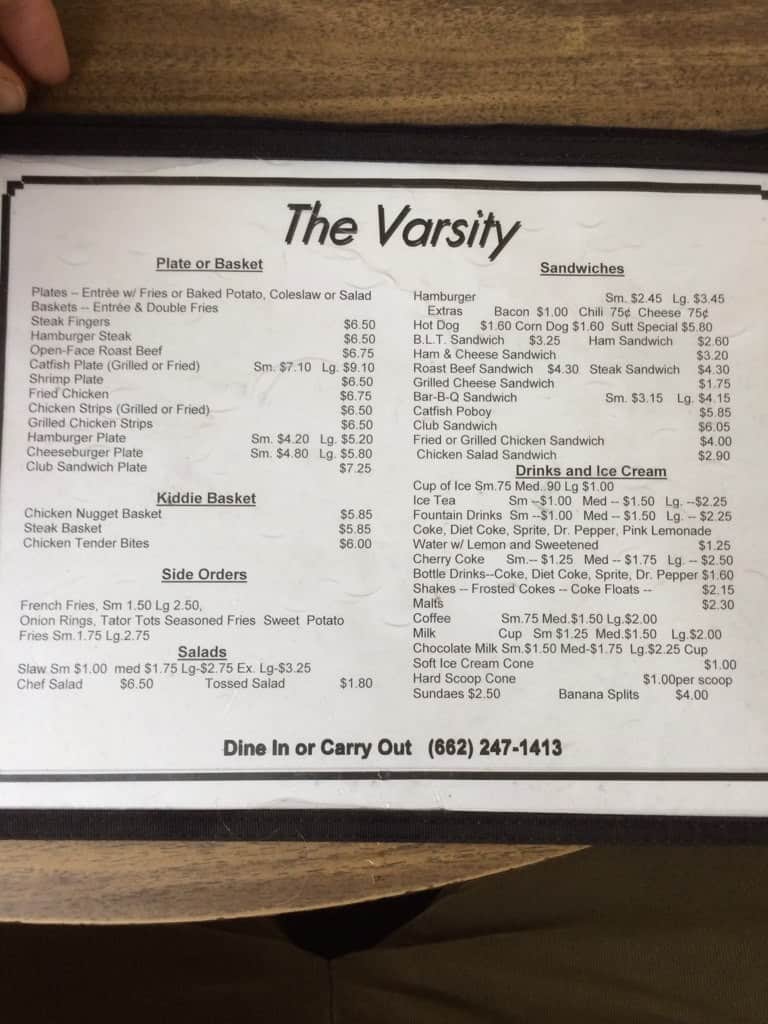 The Varsity
Plate or Basket
Plates -- Entrée w/ Fries or Baked Potato, Coleslaw or Salad
Baskets -- Entrée & Double Fries
Steak Fingers $6.50
Hamburger Steak $6.50
Open-Face Roast Beef $6.75
Catfish Plate (Grilled or Fried) Sm. $7.10 Lg. $9.10
Shrimp Plate $6.50
Fried Chicken $6.75
Chicken Strips (Grilled or Fried) $6.50
Grilled Chicken Strips $6.50
Hamburger Plate Sm. $4.20 Lg. $5.20
Cheeseburger Plate Sm. $4.80 Lg. $5.80
Club Sandwich Plate $7.25
Kiddie Basket
Chicken Nugget Basket $5.85
Steak Basket $5.85
Chicken Tender Bites $6.00
Side Orders
French Fries, Sm 1.50 Lg 2.50,
Onion Rings, Tator Tots Seasoned Fries Sweet Potato
Fries Sm.1.75 Lg.2.75
Salads
Slaw Sm $1.00 med $1.75 Lg-$2.75 Ex. Lg-$3.25
Chef Salad $6.50 Tossed Salad $1.80
Sandwiches
Hamburger Sm. $2.45 Lg. $3.45
Extras Bacon $1.00 Chili 75¢ Cheese 75¢
Hot Dog $1.60 Corn Dog $1.60 Sutt Special $5.80
B.L.T. Sandwich $3.25 Ham Sandwich $2.60
Ham & Cheese Sandwich $3.20
Roast Beef Sandwich $4.30 Steak Sandwich $4.30
Grilled Cheese Sandwich $1.75
Bar-B-Q Sandwich Sm. $3.15 Lg. $4.15
Catfish Poboy $5.85
Club Sandwich $6.05
Fried or Grilled Chicken Sandwich $4.00
Chicken Salad Sandwich $2.90
Drinks and Ice Cream
Cup of Ice Sm.75 Med..90 Lg $1.00
Ice Tea Sm --$1.00 Med -- $1.50 Lg. --$2.25
Fountain Drinks Sm --$1.00 Med -- $1.50 Lg. -- $2.25
Coke, Diet Coke, Sprite, Dr. Pepper, Pink Lemonade
Water w/ Lemon and Sweetened $1.25
Cherry Coke Sm.-- $1.25 Med -- $1.75 Lg. -- $2.50
Bottle Drinks--Coke, Diet Coke, Sprite, Dr. Pepper $1.60
Shakes -- Frosted Cokes -- Coke Floats -- $2.15
Malts $2.30
Coffee Sm.75 Med.$1.50 Lg.$2.00
Milk Cup Sm $1.25 Med.$1.50 Lg.$2.00
Chocolate Milk Sm.$1.50 Med-$1.75 Lg.$2.25 Cup
Soft Ice Cream Cone $1.00
Hard Scoop Cone $1.00per scoop
Sundaes $2.50 Banana Splits $4.00
Dine In or Carry Out (662) 247-1413